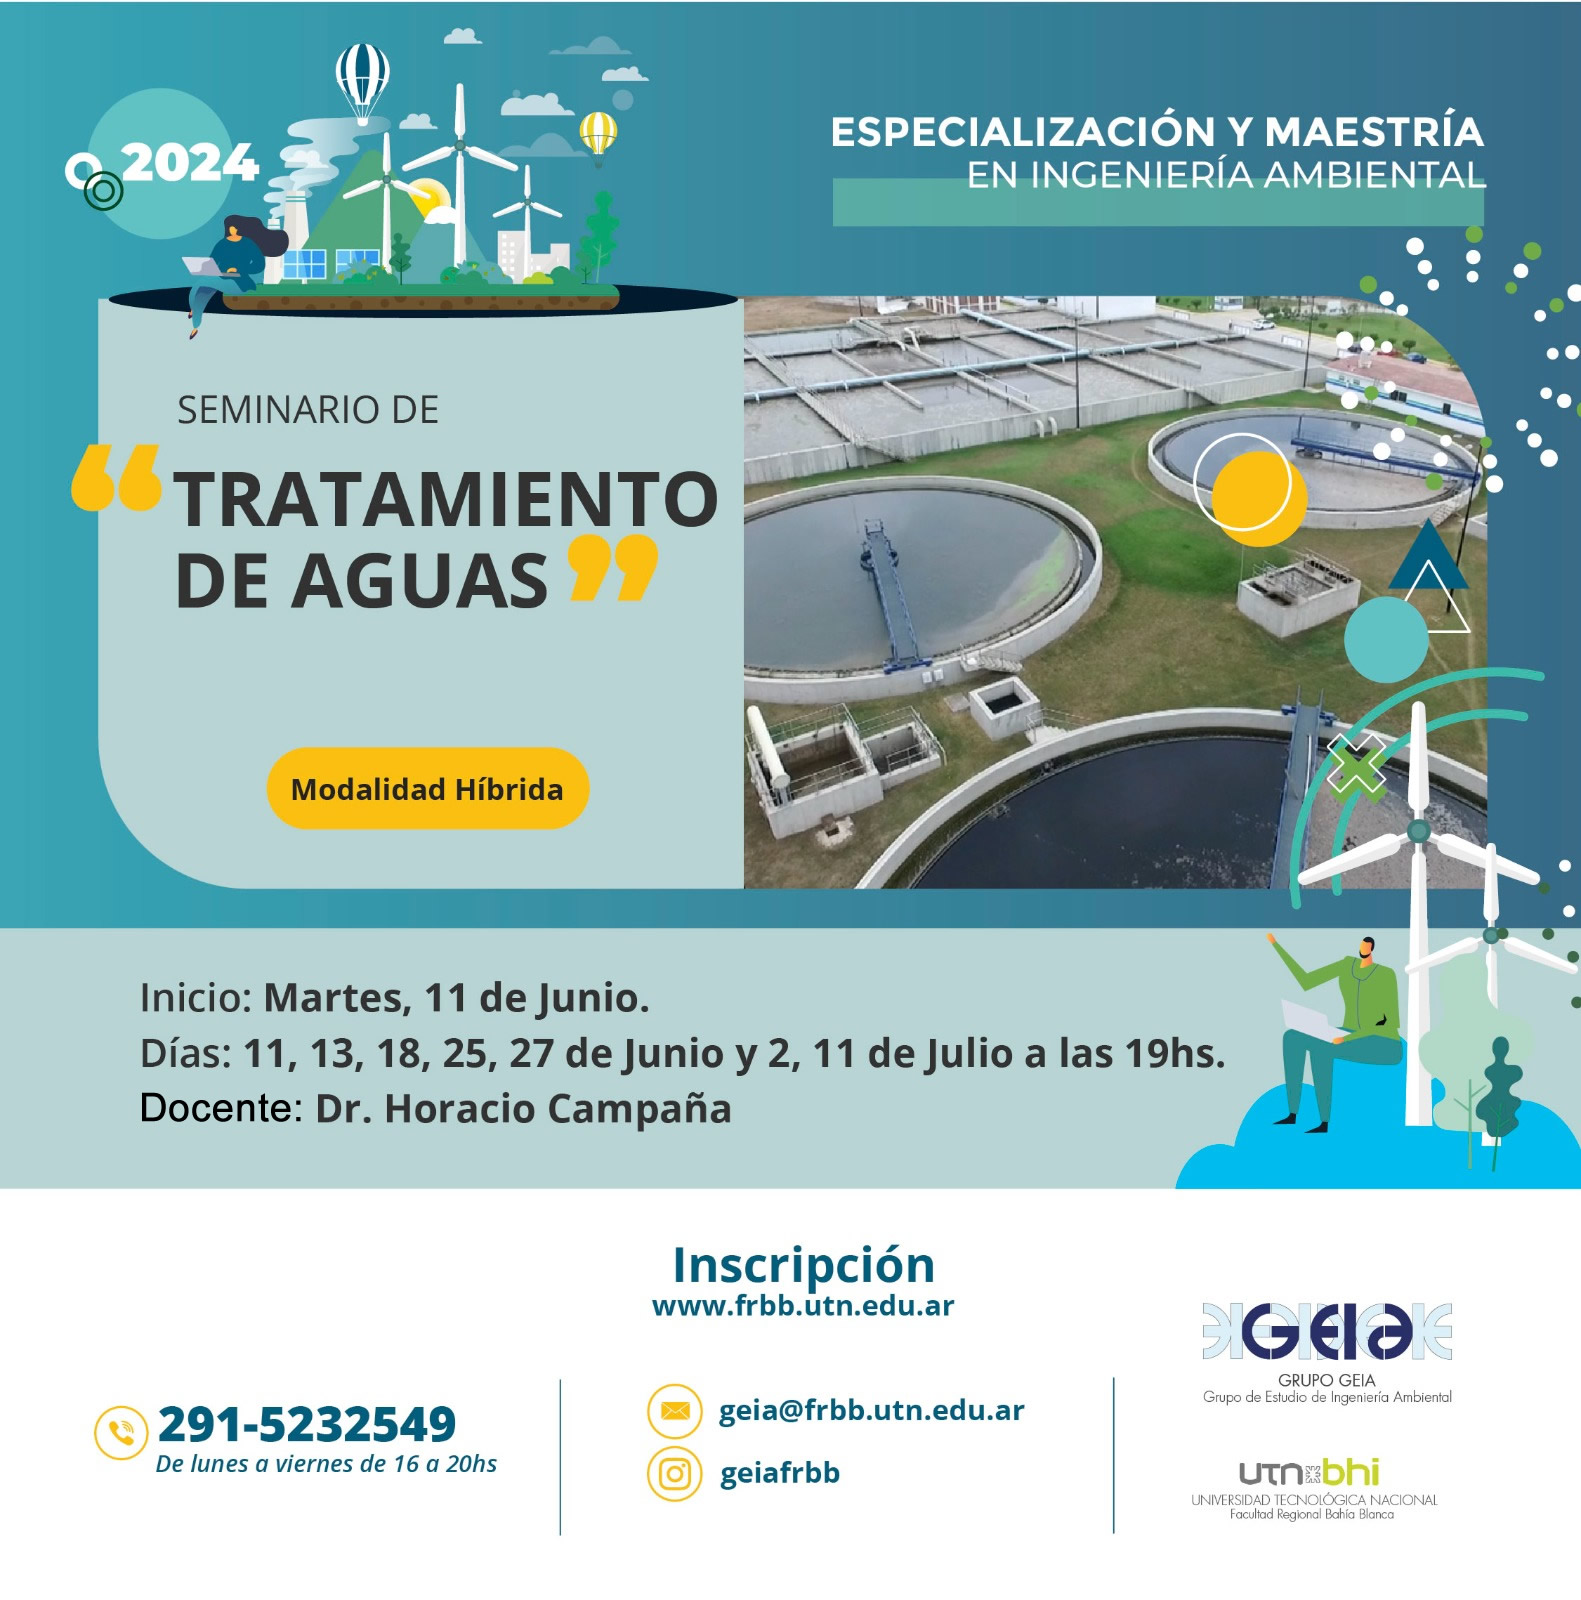 2024
ESPECIALIZACIÓN Y MAESTRÍA
EN INGENIERÍA AMBIENTAL
SEMINARIO DE
“TRATAMIENTO
DE AGUAS”
Modalidad Híbrida
Inicio: Martes, 11 de Junio.
Días: 11, 13, 18, 25, 27 de Junio y 2, 11 de Julio a las 19hs.
Docente: Dr. Horacio Campaña
Inscripción
www.frbb.utn.edu.ar
291-5232549
De lunes a viernes de 16 a 20hs
geia@frbb.utn.edu.ar
geiafrbb
GEIA
GRUPO GEIA
Grupo de Estudio de Ingeniería Ambiental
utn bhi
UNIVERSIDAD TECNOLÓGICA NACIONAL
Facultad Regional Bahía Blanca